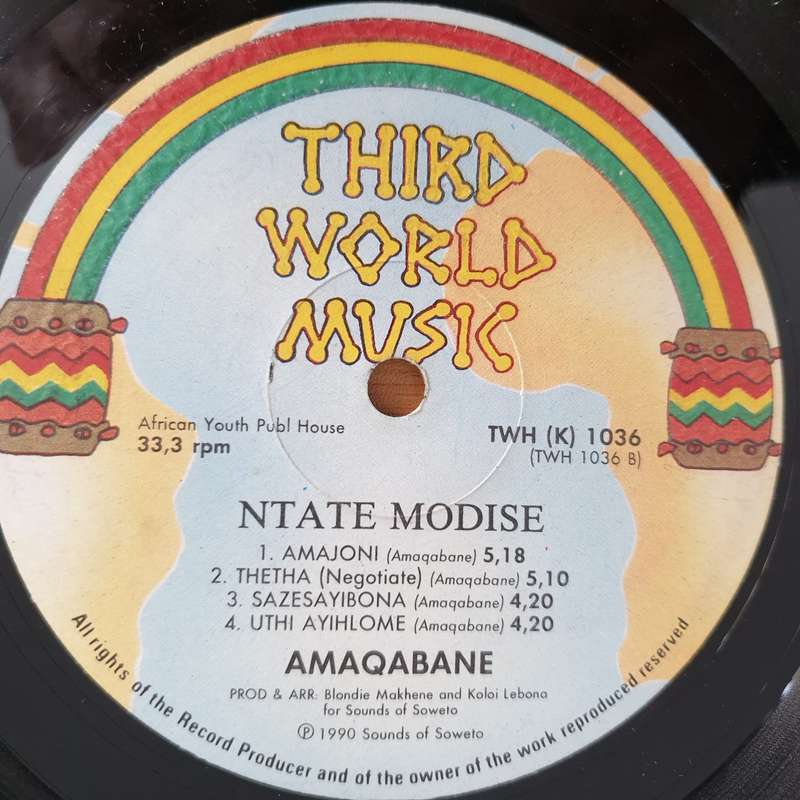 THIRD
WORLD
MUSIC
African Youth Publ House
33,3 rpm
TWH (K) 1036
(TWH 1036 B)
NTATE MODISE
1. AMAJONI (Amaqabane) 5,18
2. THETHA (Negotiate) (Amaqabane) 5,10
3. SAZESAYIBONA (Amaqabane) 4,20
4. UTHI AYIHLOME (Amaqabane) 4,20
AMAQABANE
PROD & ARR: Blondie Makhene and Koloi Lebona
for Sounds of Soweto
Ⓟ 1990 Sounds of Soweto
All rights of the Record Producer and of the owner of the work reproduced reserved